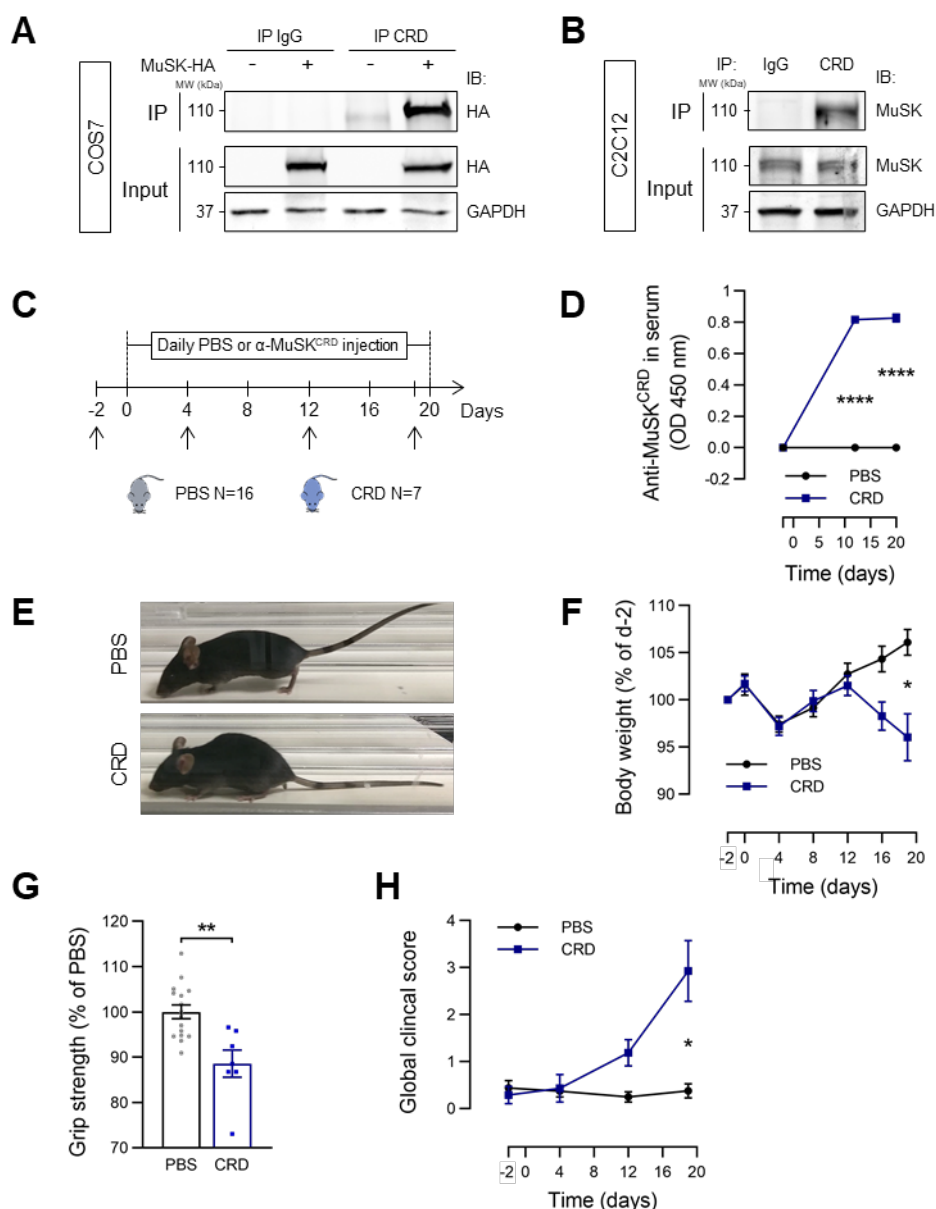 A
IP IgG IP CRD
MuSK-HA - + - +
MW (kDa) IB:
COS7
IP 110 HA
Input 110 HA
37 GAPDH
B
IP: IgG CRD IB:
MW (kDa)
C2C12
IP 110 MuSK
Input 110 MuSK
37 GAPDH
C
Daily PBS or α-MuSK^CRD injection
-2 0 4 8 12 16 20 Days
PBS N=16 CRD N=7
D
Anti-MuSK^CRD in serum
(OD 450 nm)
1
0.8
0.6
0.4
0.2
0.0
-0.2
****
****
PBS
CRD
0 5 10 15 20
Time (days)
E
PBS
CRD
F
Body weight (% of d-2)
110
105
100
95
90
*
PBS
CRD
-2 0 4 8 12 16 20
Time (days)
G
Grip strength (% of PBS)
120
110
100
90
80
70
**
PBS CRD
H
Global clincal score
4
3
2
1
0
PBS
CRD
*
-2 0 4 8 12 16 20
Time (days)